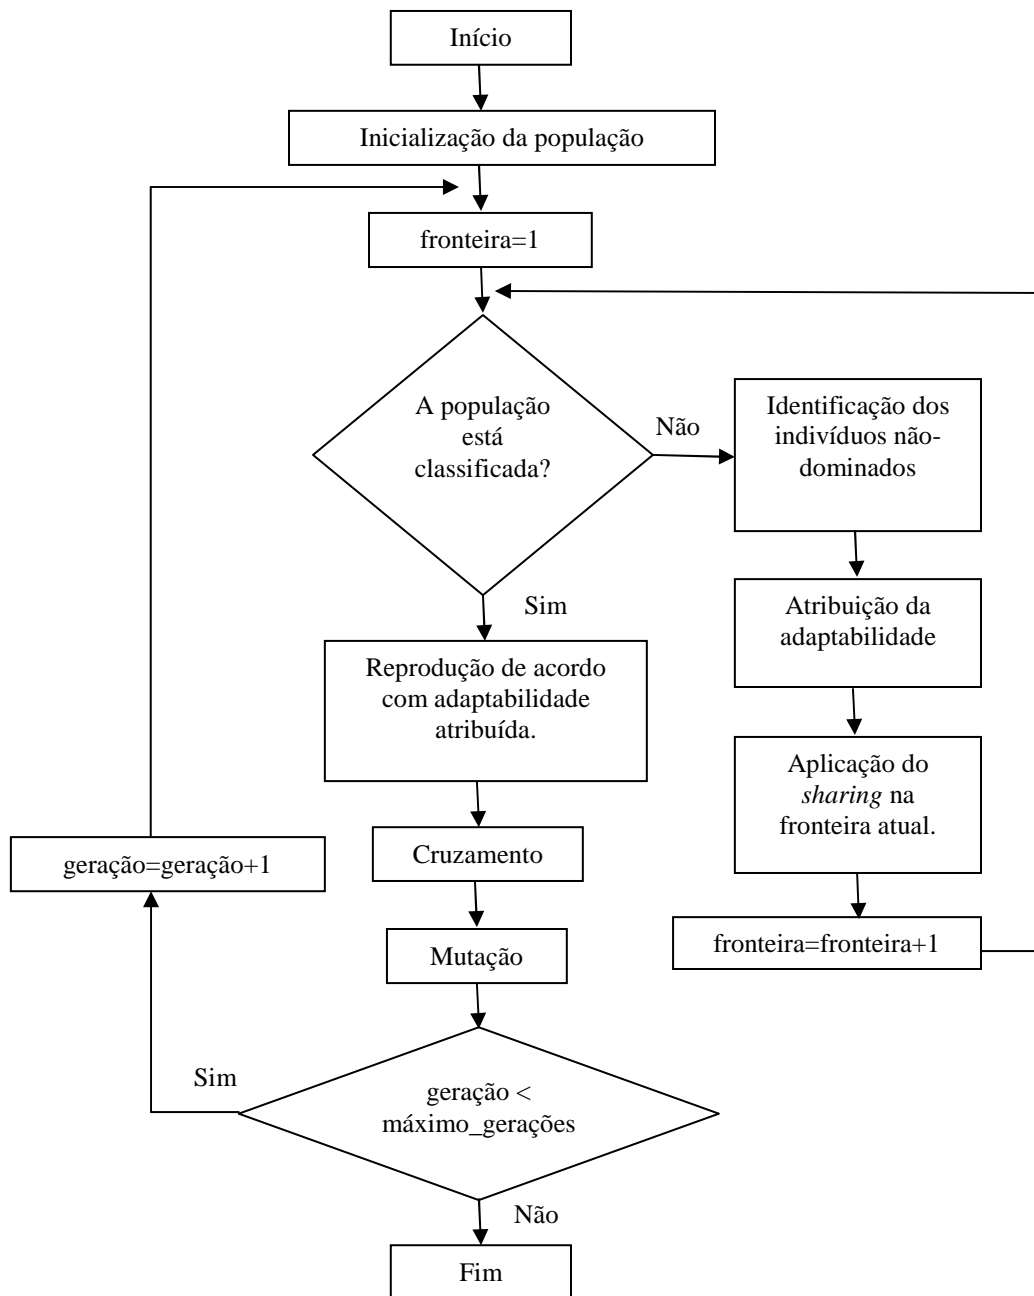 Início
Inicialização da população
fronteira=1
A população
está
classificada?
Não
Identificação dos
indivíduos não-
dominados
Sim
Atribuição da
adaptabilidade
Reprodução de acordo
com adaptabilidade
atribuída.
Aplicação do
sharing na
fronteira atual.
Cruzamento
geração=geração+1
fronteira=fronteira+1
Mutação
Sim
geração <
máximo_gerações
Não
Fim